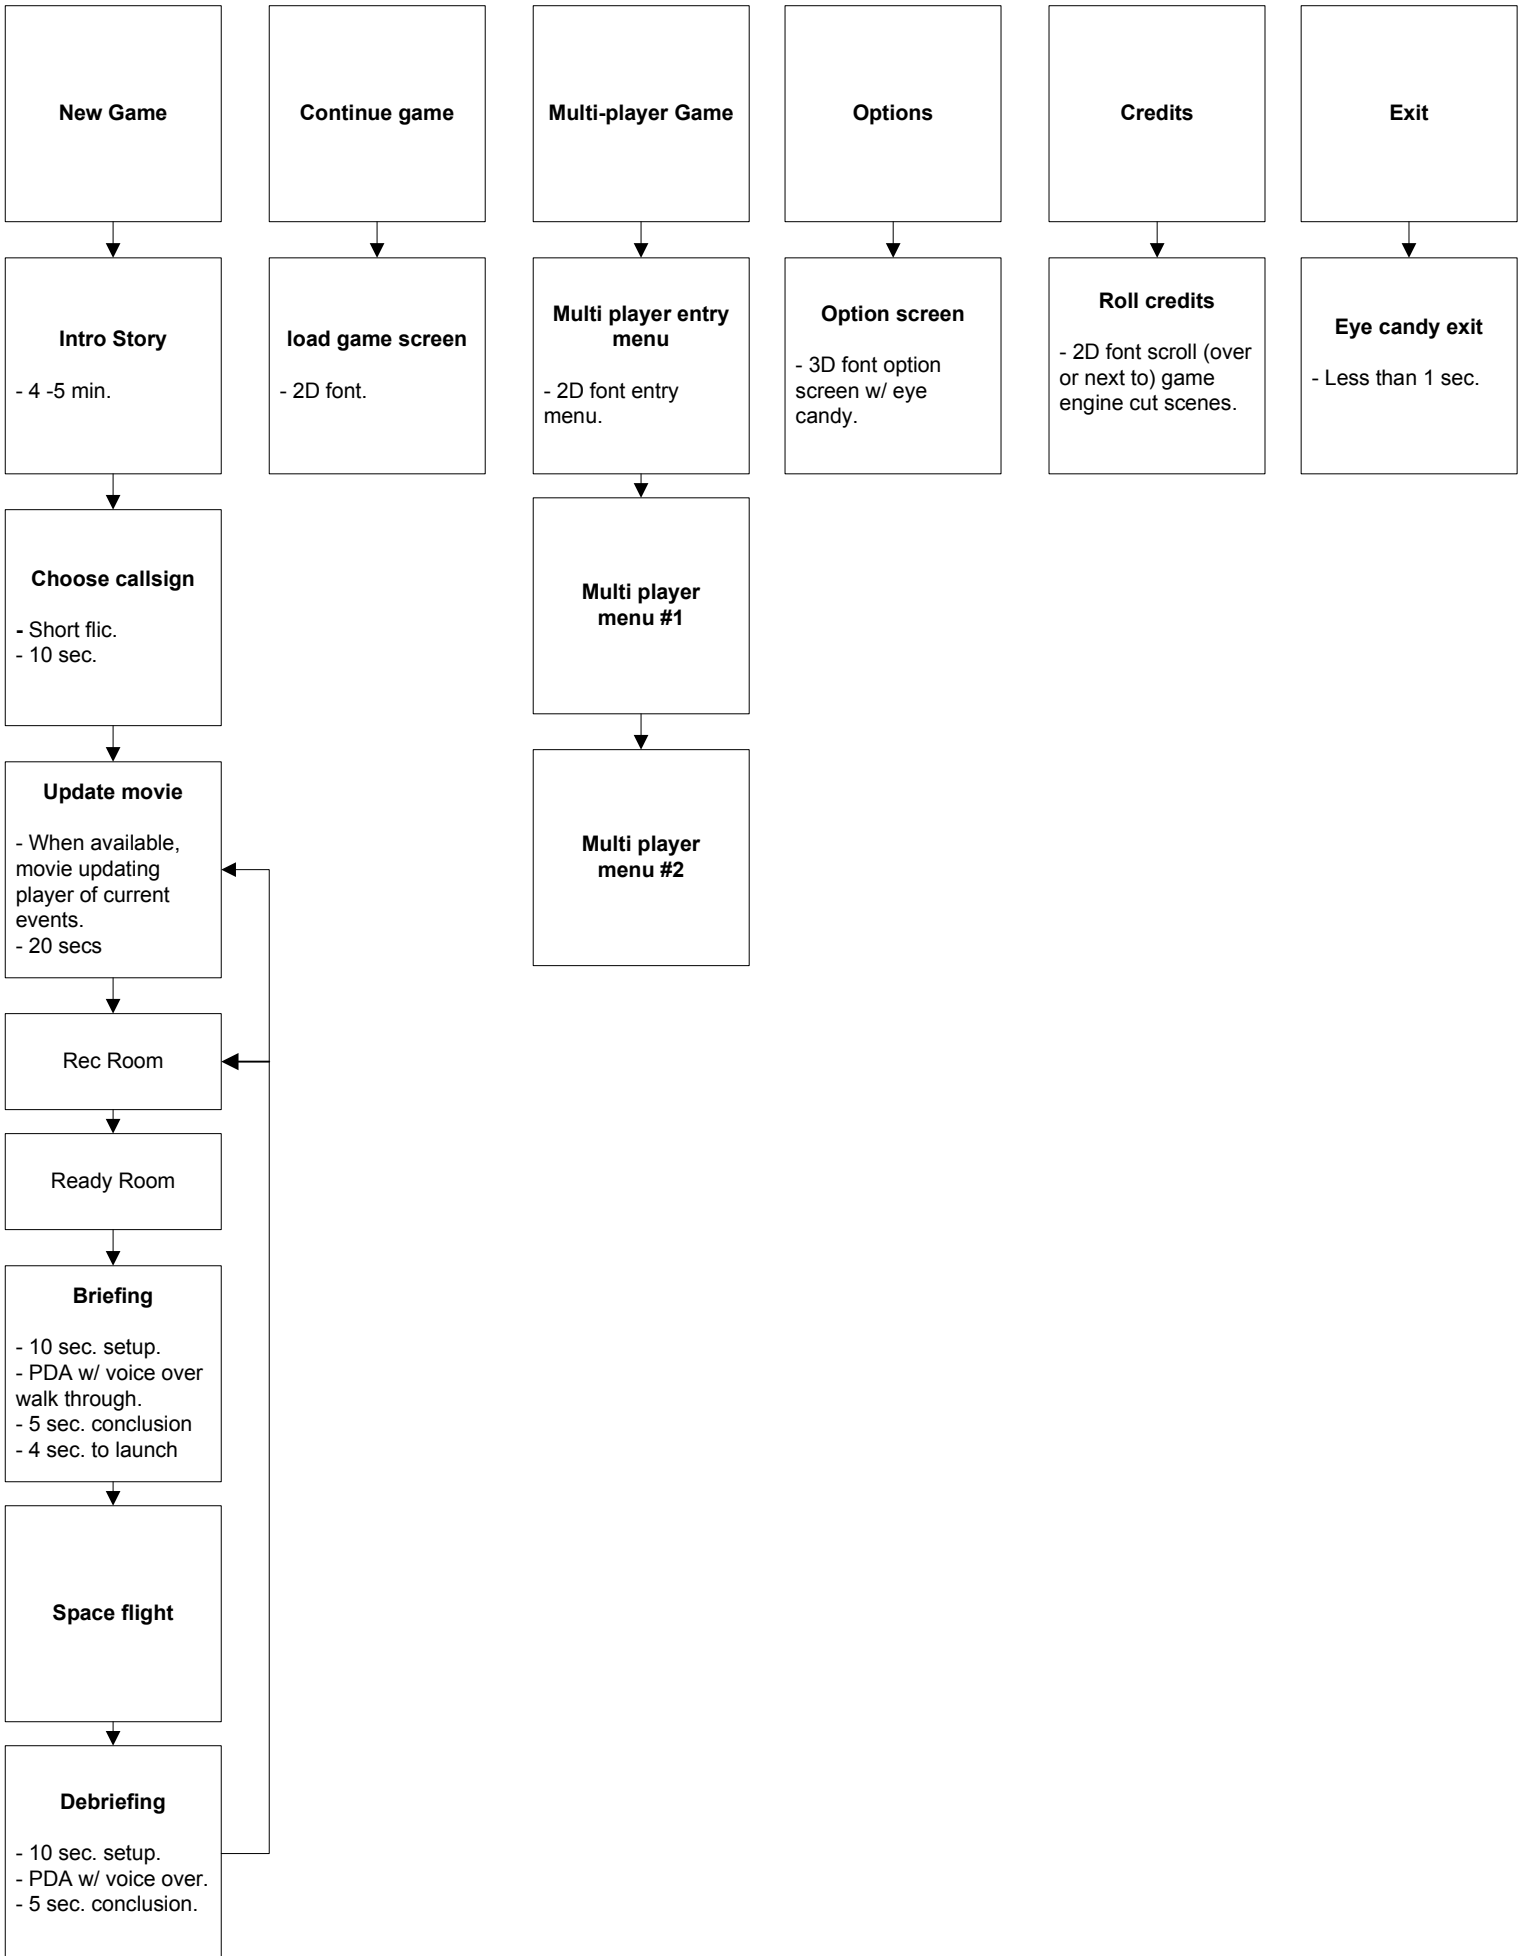 New Game
Continue game
Multi-player Game
Options
Credits
Exit
Intro Story
- 4 -5 min.
load game screen
- 2D font.
Multi player entry
menu
- 2D font entry
menu.
Option screen
- 3D font option
screen w/ eye
candy.
Roll credits
- 2D font scroll (over
or next to) game
engine cut scenes.
Eye candy exit
- Less than 1 sec.
Choose callsign
- Short flic.
- 10 sec.
Multi player
menu #1
Update movie
- When available,
movie updating
player of current
events.
- 20 secs
Multi player
menu #2
Rec Room
Ready Room
Briefing
- 10 sec. setup.
- PDA w/ voice over
walk through.
- 5 sec. conclusion
- 4 sec. to launch
Space flight
Debriefing
- 10 sec. setup.
- PDA w/ voice over.
- 5 sec. conclusion.